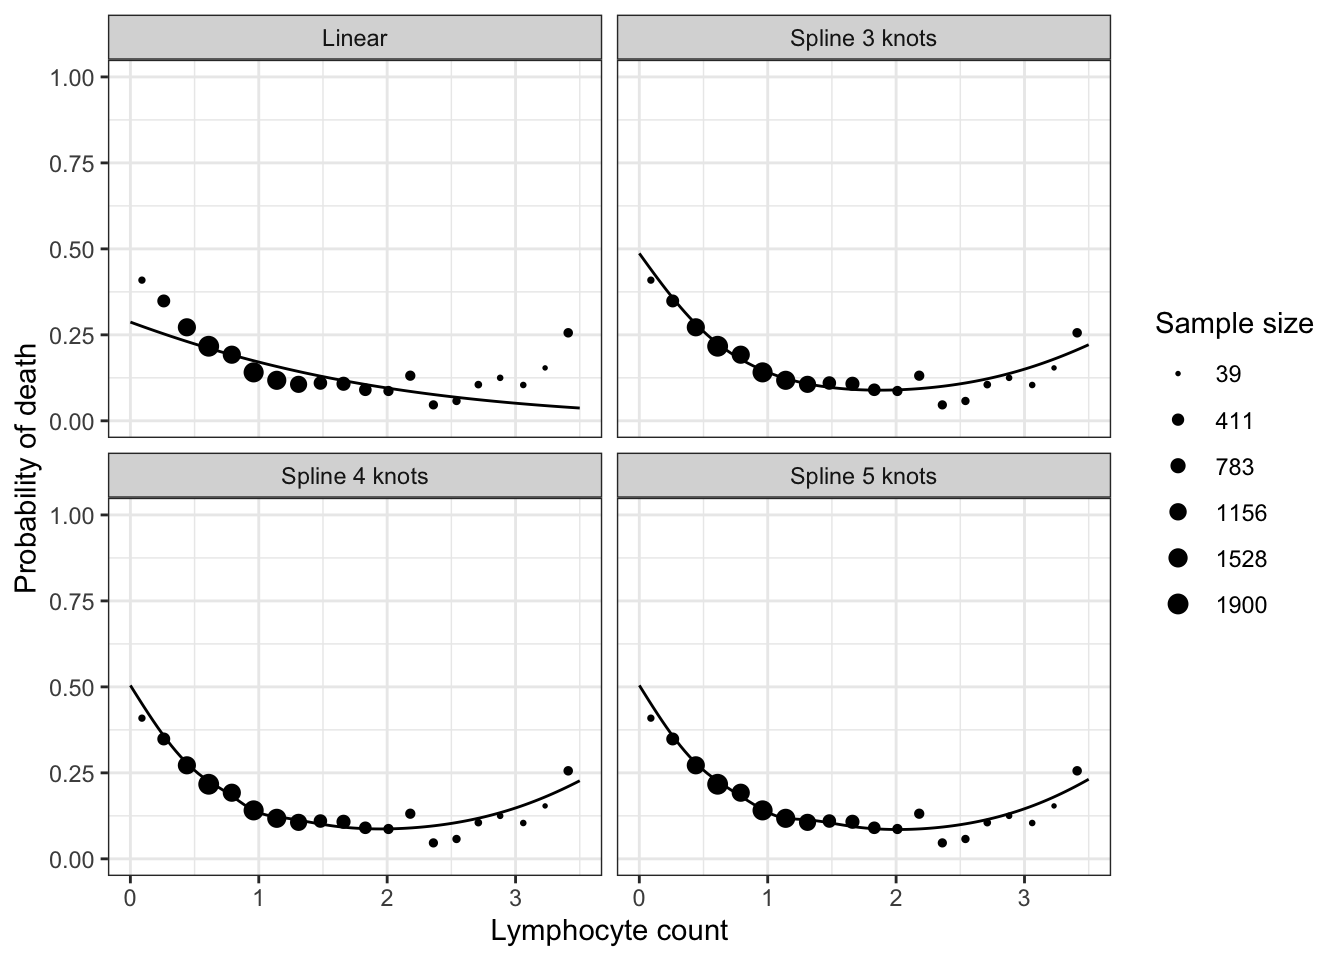 Linear
Spline 3 knots
1.00
0.75
0.50
0.25
0.00
Spline 4 knots
Spline 5 knots
1.00
0.75
0.50
0.25
0.00
0 1 2 3
0 1 2 3
Lymphocyte count
Probability of death
Sample size
39
411
783
1156
1528
1900